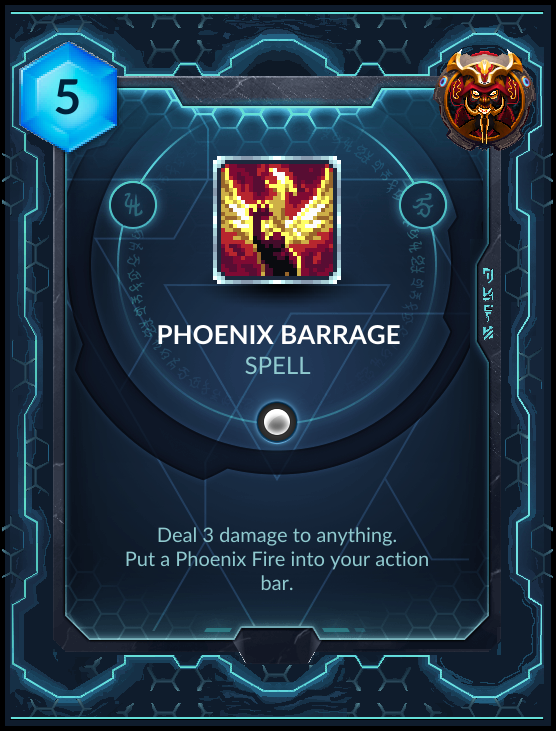 5
PHOENIX BARRAGE
SPELL
Deal 3 damage to anything.
Put a Phoenix Fire into your action
bar.